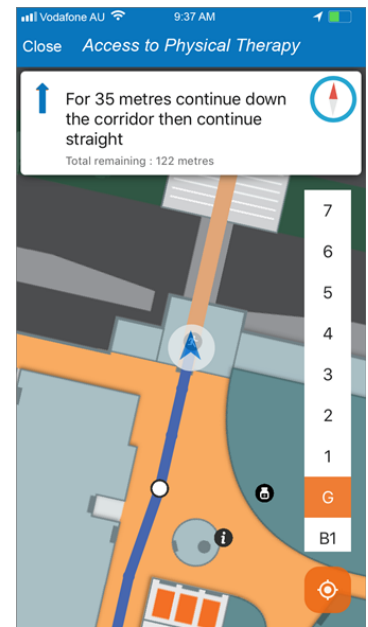 Vodafone AU 9:37 AM
Close Access to Physical Therapy
For 35 metres continue down
the corridor then continue
straight
Total remaining : 122 metres
7
6
5
4
3
2
1
G
i
B1